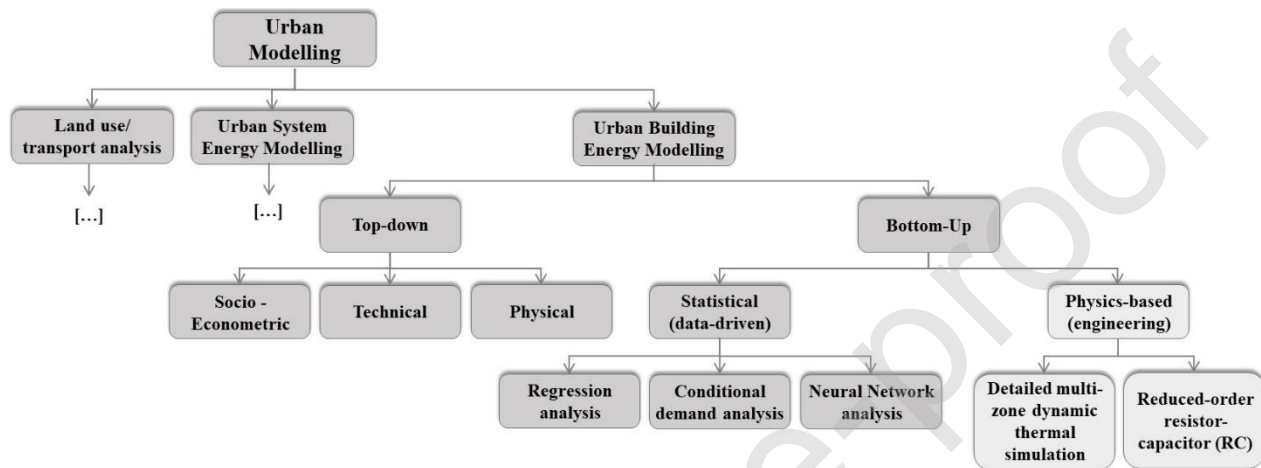 Urban
Modelling
Land use/
transport analysis
Urban System
Energy Modelling
Urban Building
Energy Modelling
[...]
[...]
Top-down
Bottom-Up
Socio -
Econometric
Technical
Physical
Statistical
(data-driven)
Physics-based
(engineering)
Regression
analysis
Conditional
demand analysis
Neural Network
analysis
Detailed multi-
zone dynamic
thermal
simulation
Reduced-order
resistor-
capacitor (RC)
e-proof